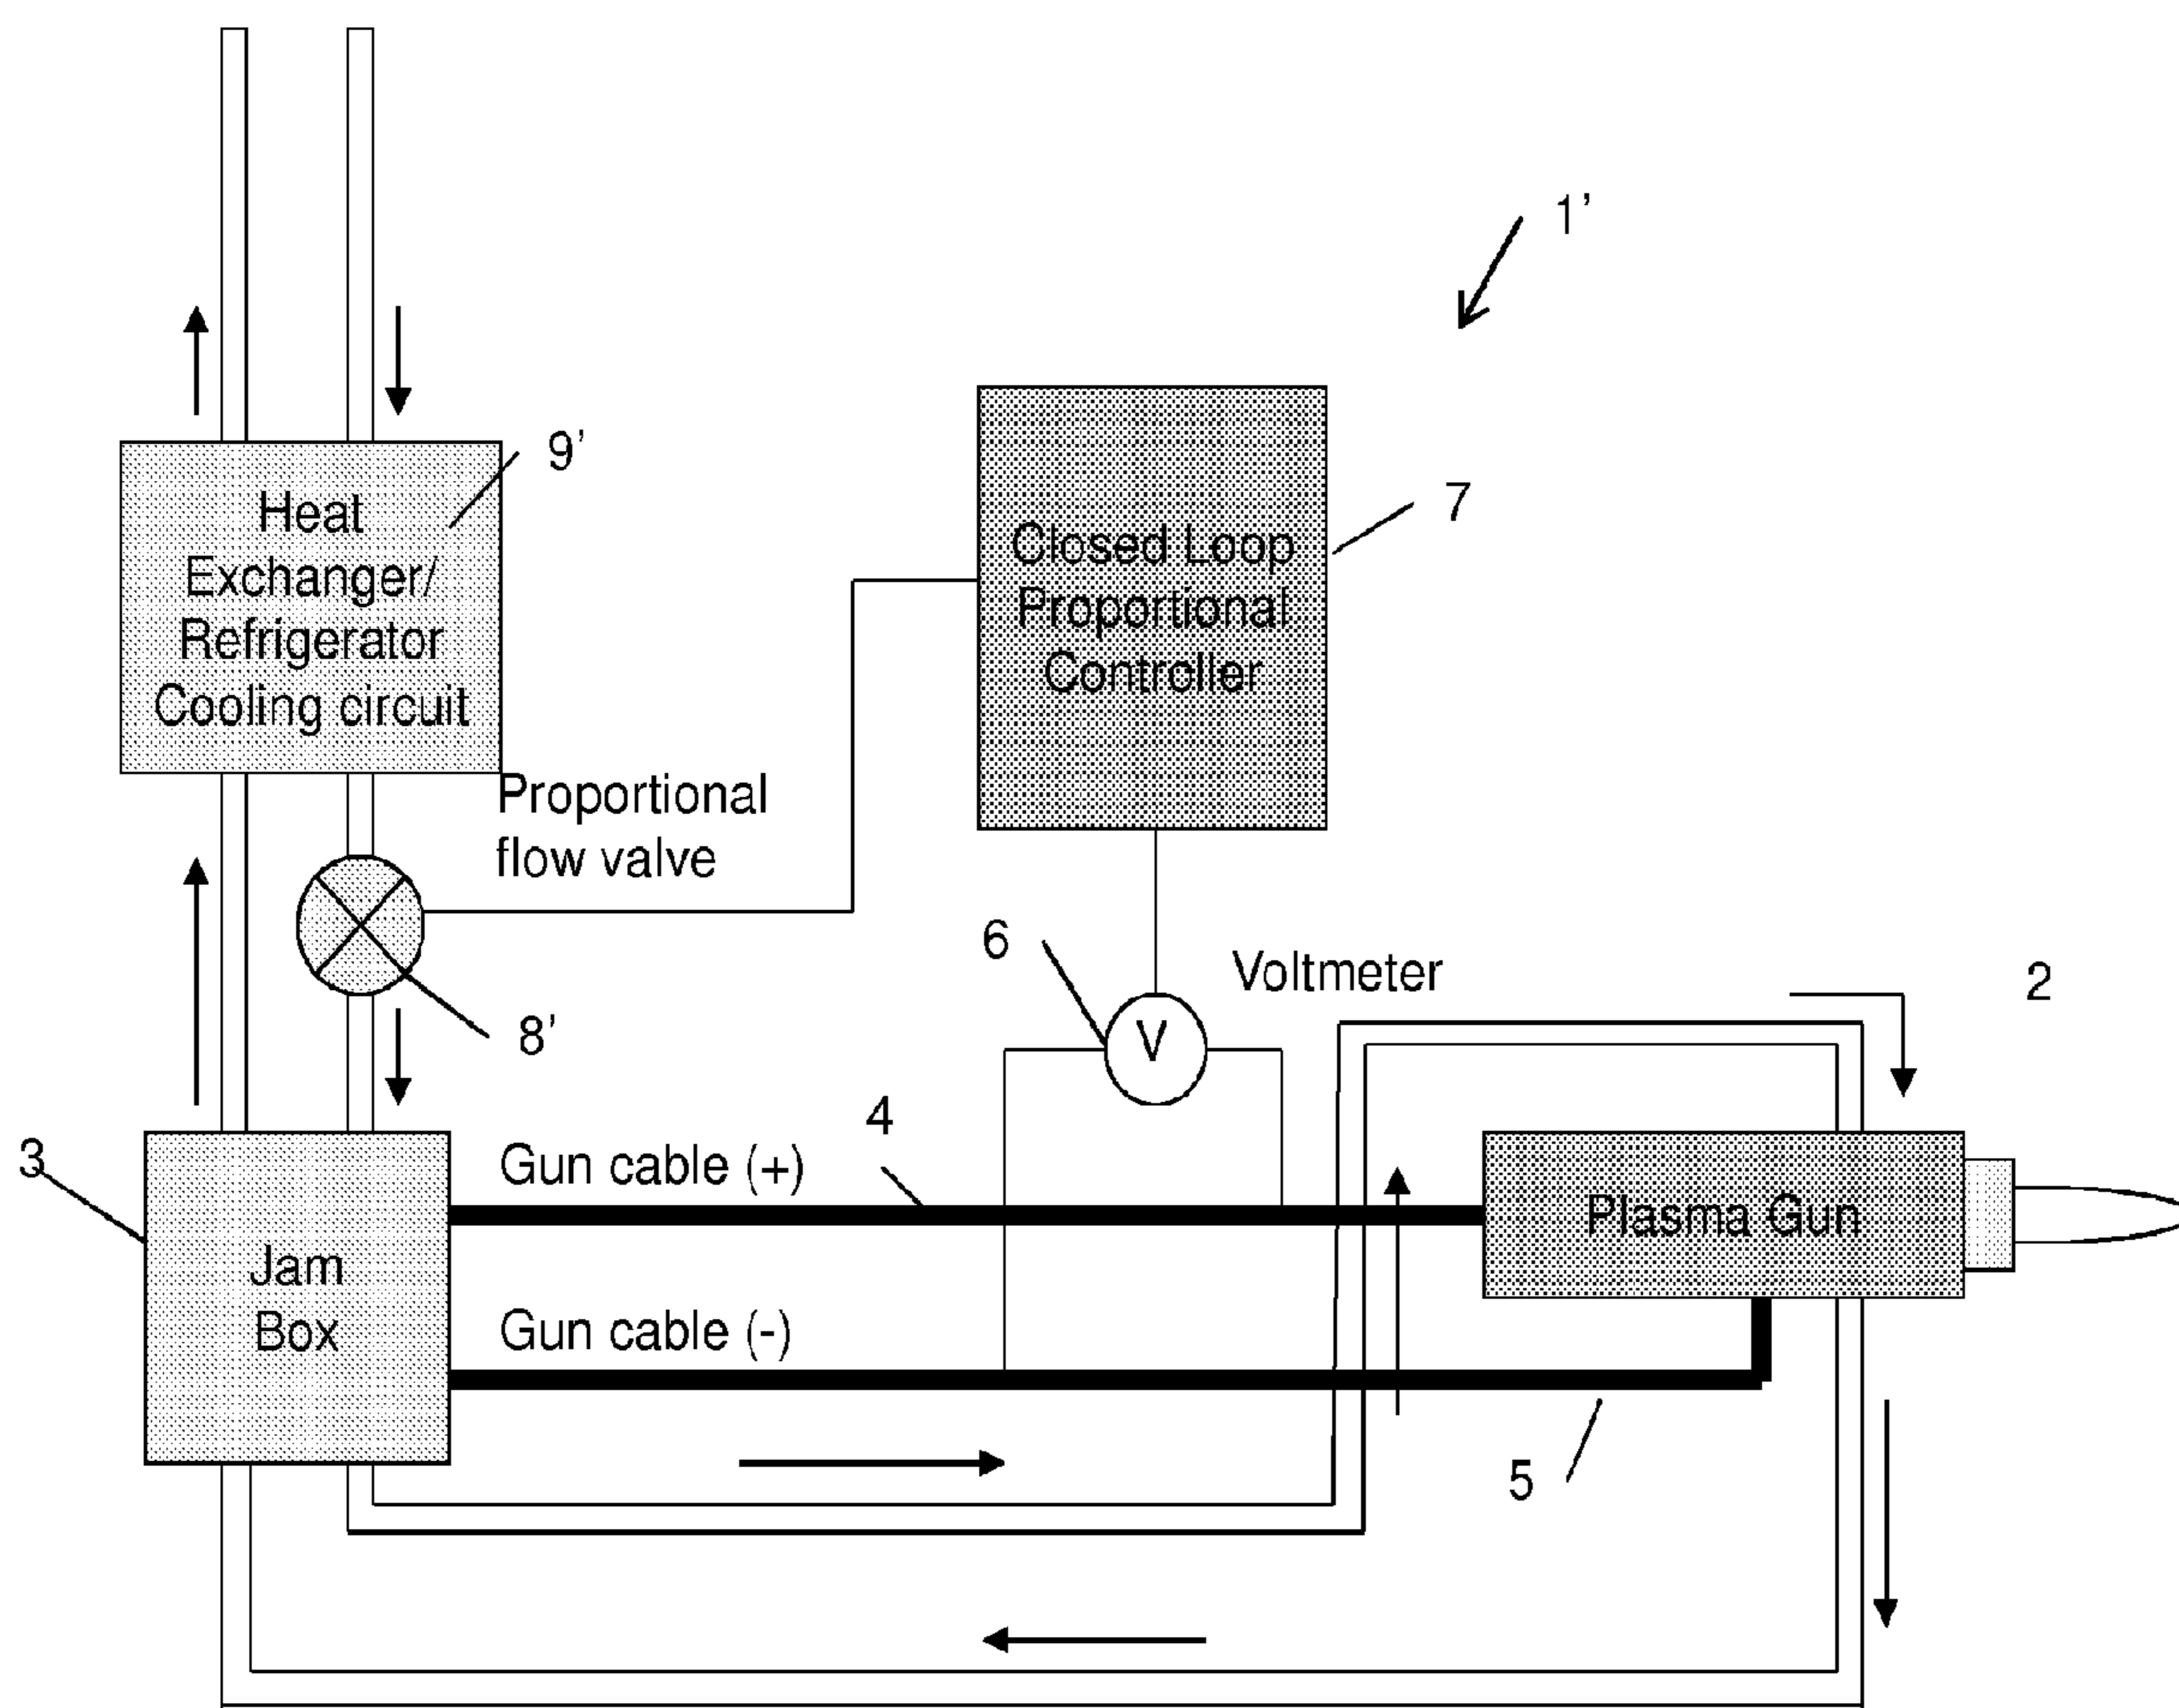 1’
9’
Heat
Exchanger/
Refrigerator
Cooling circuit
7
Closed Loop
Proportional
Controller
Proportional
flow valve
8’
6
Voltmeter
V
2
3
4
Gun cable (+)
Plasma Gun
Jam
Box
Gun cable (-)
5